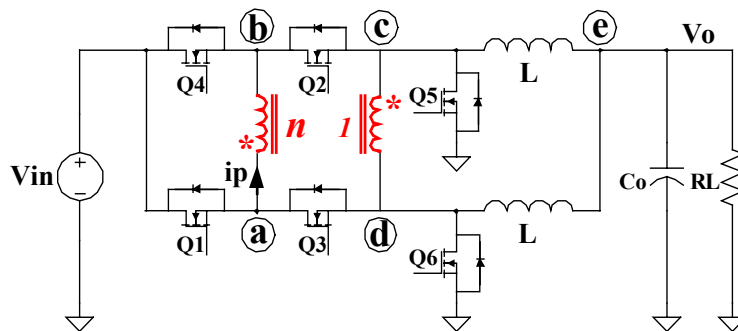 b c e Vo
Q4 Q2 L
Q5
* n 1 *
Vin + − ip Co RL
Q1 a Q3 d L
Q6